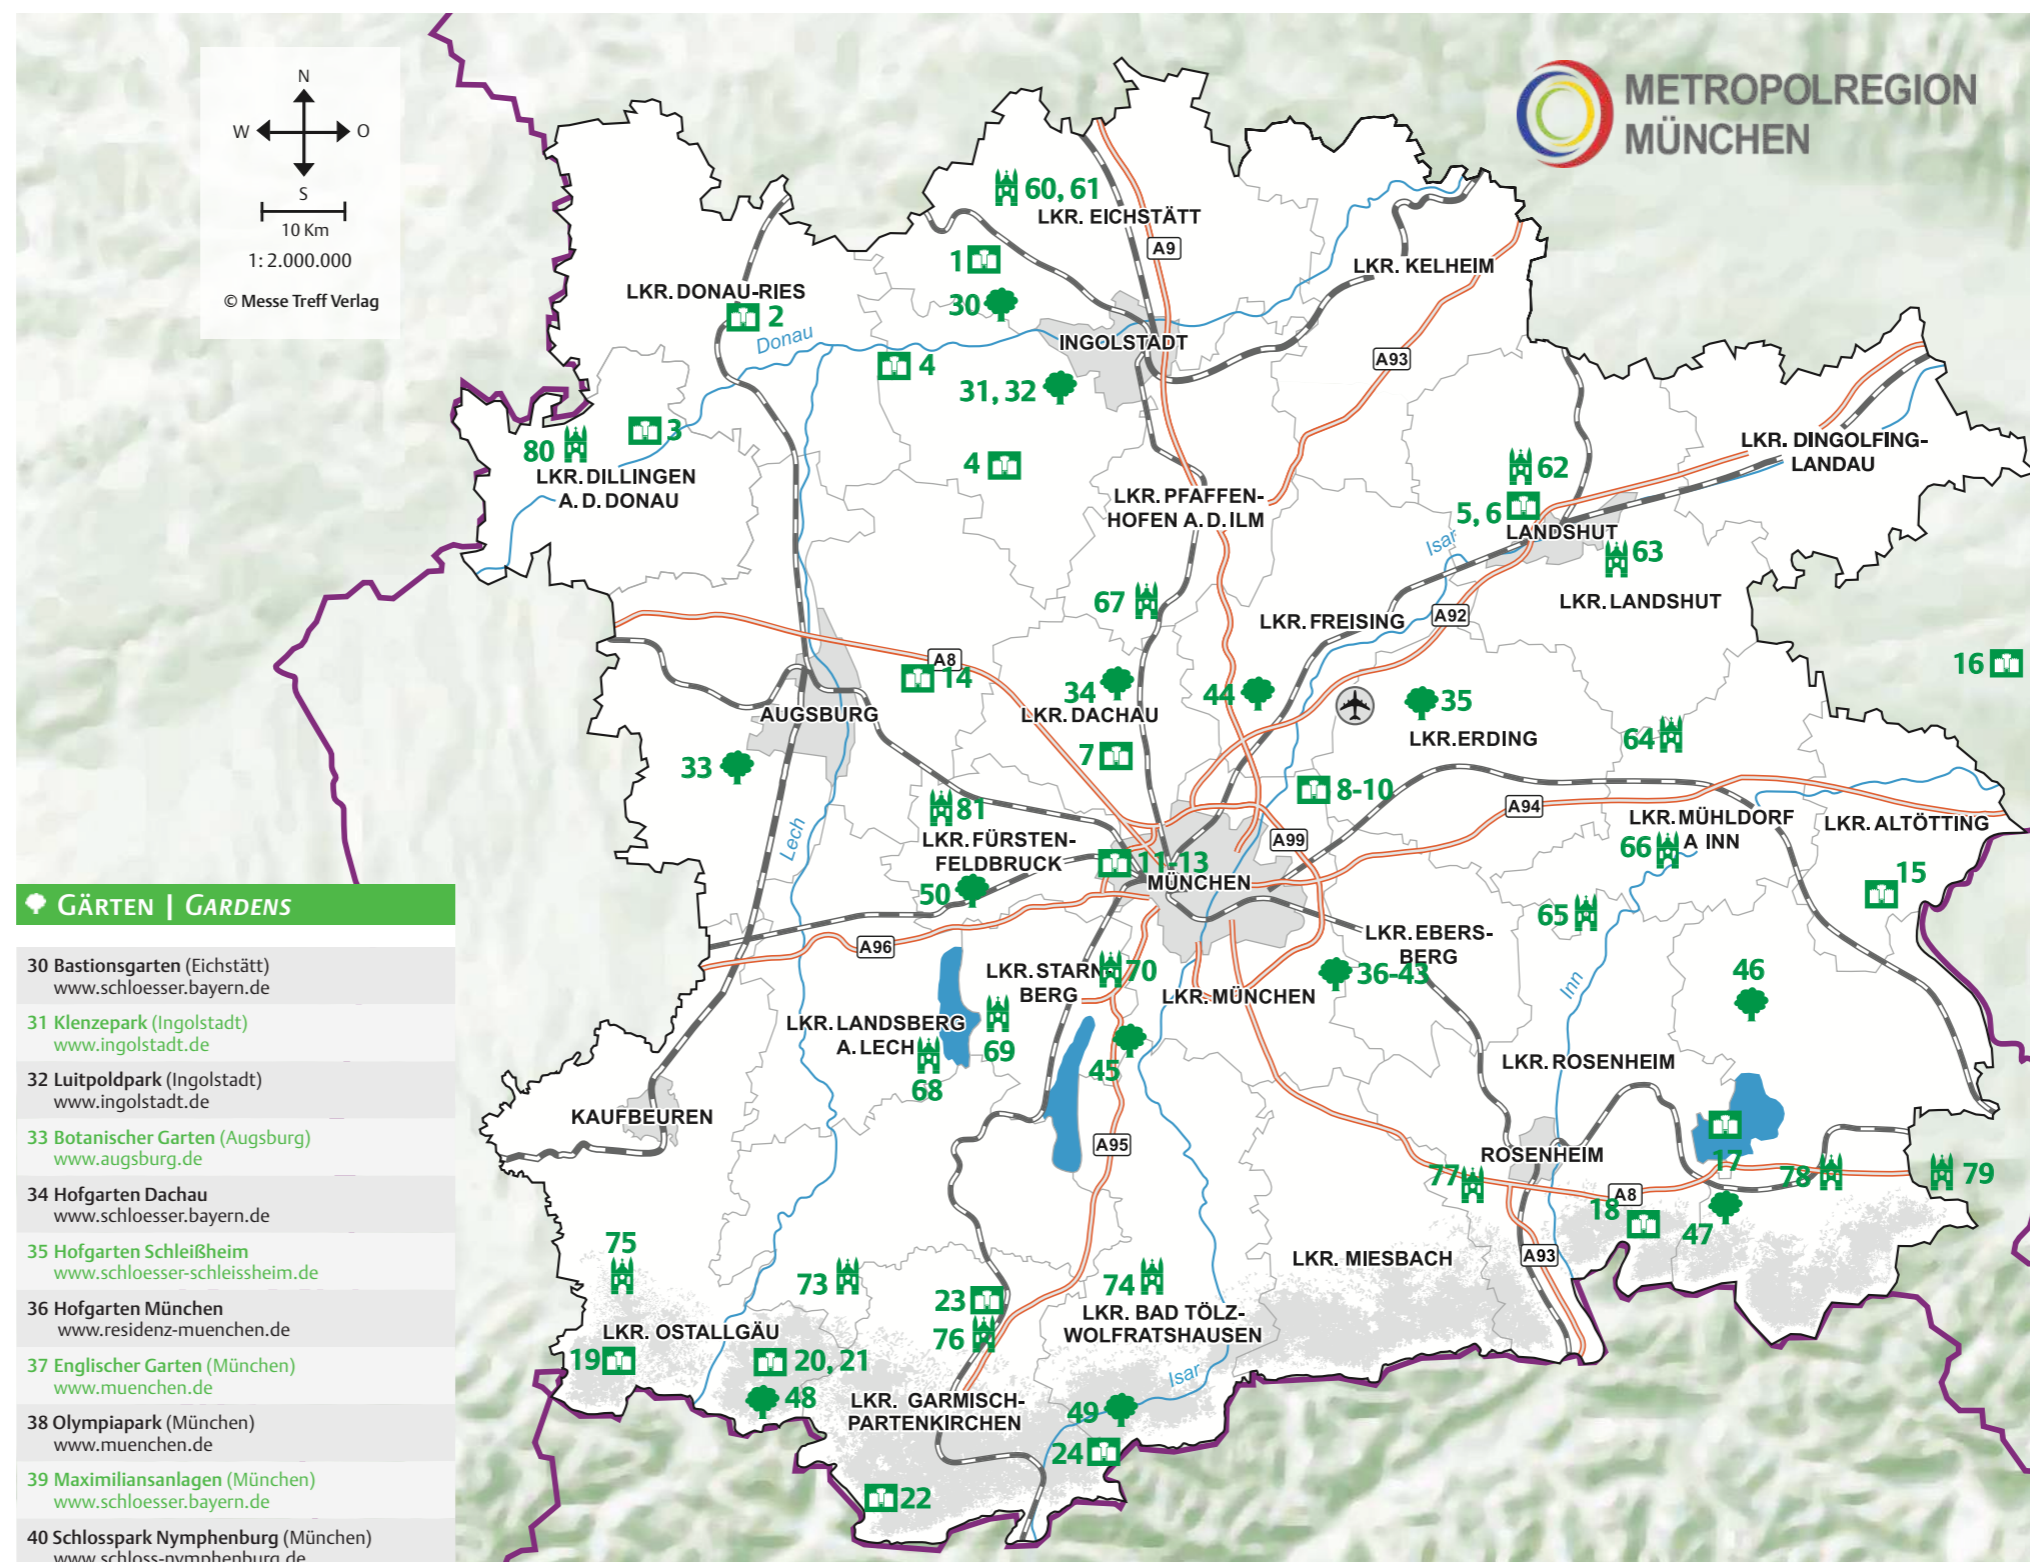 N
W O
S
10 Km
1: 2.000.000
© Messe Treff Verlag
METROPOLREGION
MÜNCHEN
60, 61
LKR. EICHSTÄTT
A9
1
LKR. KELHEIM
LKR. DONAU-RIES
30
2
Donau
INGOLSTADT
A93
4
31, 32
3
80
LKR. DINGOLFING-
LANDAU
4
62
LKR. DILLINGEN
A. D. DONAU
LKR. PFAFFEN-
HOFEN A. D. ILM
5, 6
LANDSHUT
Isar
63
67
LKR. LANDSHUT
LKR. FREISING
A92
A8
16
14
34
44
35
LKR. DACHAU
AUGSBURG
LKR. ERDING
64
7
33
8-10
81
A94
LKR. MÜHLDORF
A INN
LKR. ALTÖTTING
Lech
LKR. FÜRSTEN-
FELDBRUCK
A99
66
11-13
MÜNCHEN
50
15
65
A96
LKR. EBERS-
BERG
LKR. STARN-
BERG
70
36-43
46
Inn
LKR. MÜNCHEN
LKR. LANDSBERG
A. LECH
69
45
68
LKR. ROSENHEIM
KAUFBEUREN
A95
ROSENHEIM
17
77
78
79
A8
18
47
75
73
74
A93
LKR. MIESBACH
23
LKR. BAD TÖLZ-
WOLFRATSHAUSEN
LKR. OSTALLGÄU
76
19
20, 21
Isar
48
LKR. GARMISCH-
PARTENKIRCHEN
49
24
22
GÄRTEN | GARDENS
30 Bastionsgarten (Eichstätt)
www.schloesser.bayern.de
31 Klenzepark (Ingolstadt)
www.ingolstadt.de
32 Luitpoldpark (Ingolstadt)
www.ingolstadt.de
33 Botanischer Garten (Augsburg)
www.augsburg.de
34 Hofgarten Dachau
www.schloesser.bayern.de
35 Hofgarten Schleißheim
www.schloesser-schleissheim.de
36 Hofgarten München
www.residenz-muenchen.de
37 Englischer Garten (München)
www.muenchen.de
38 Olympiapark (München)
www.muenchen.de
39 Maximiliansanlagen (München)
www.schloesser.bayern.de
40 Schlosspark Nymphenburg (München)
www.schloss-nymphenburg.de